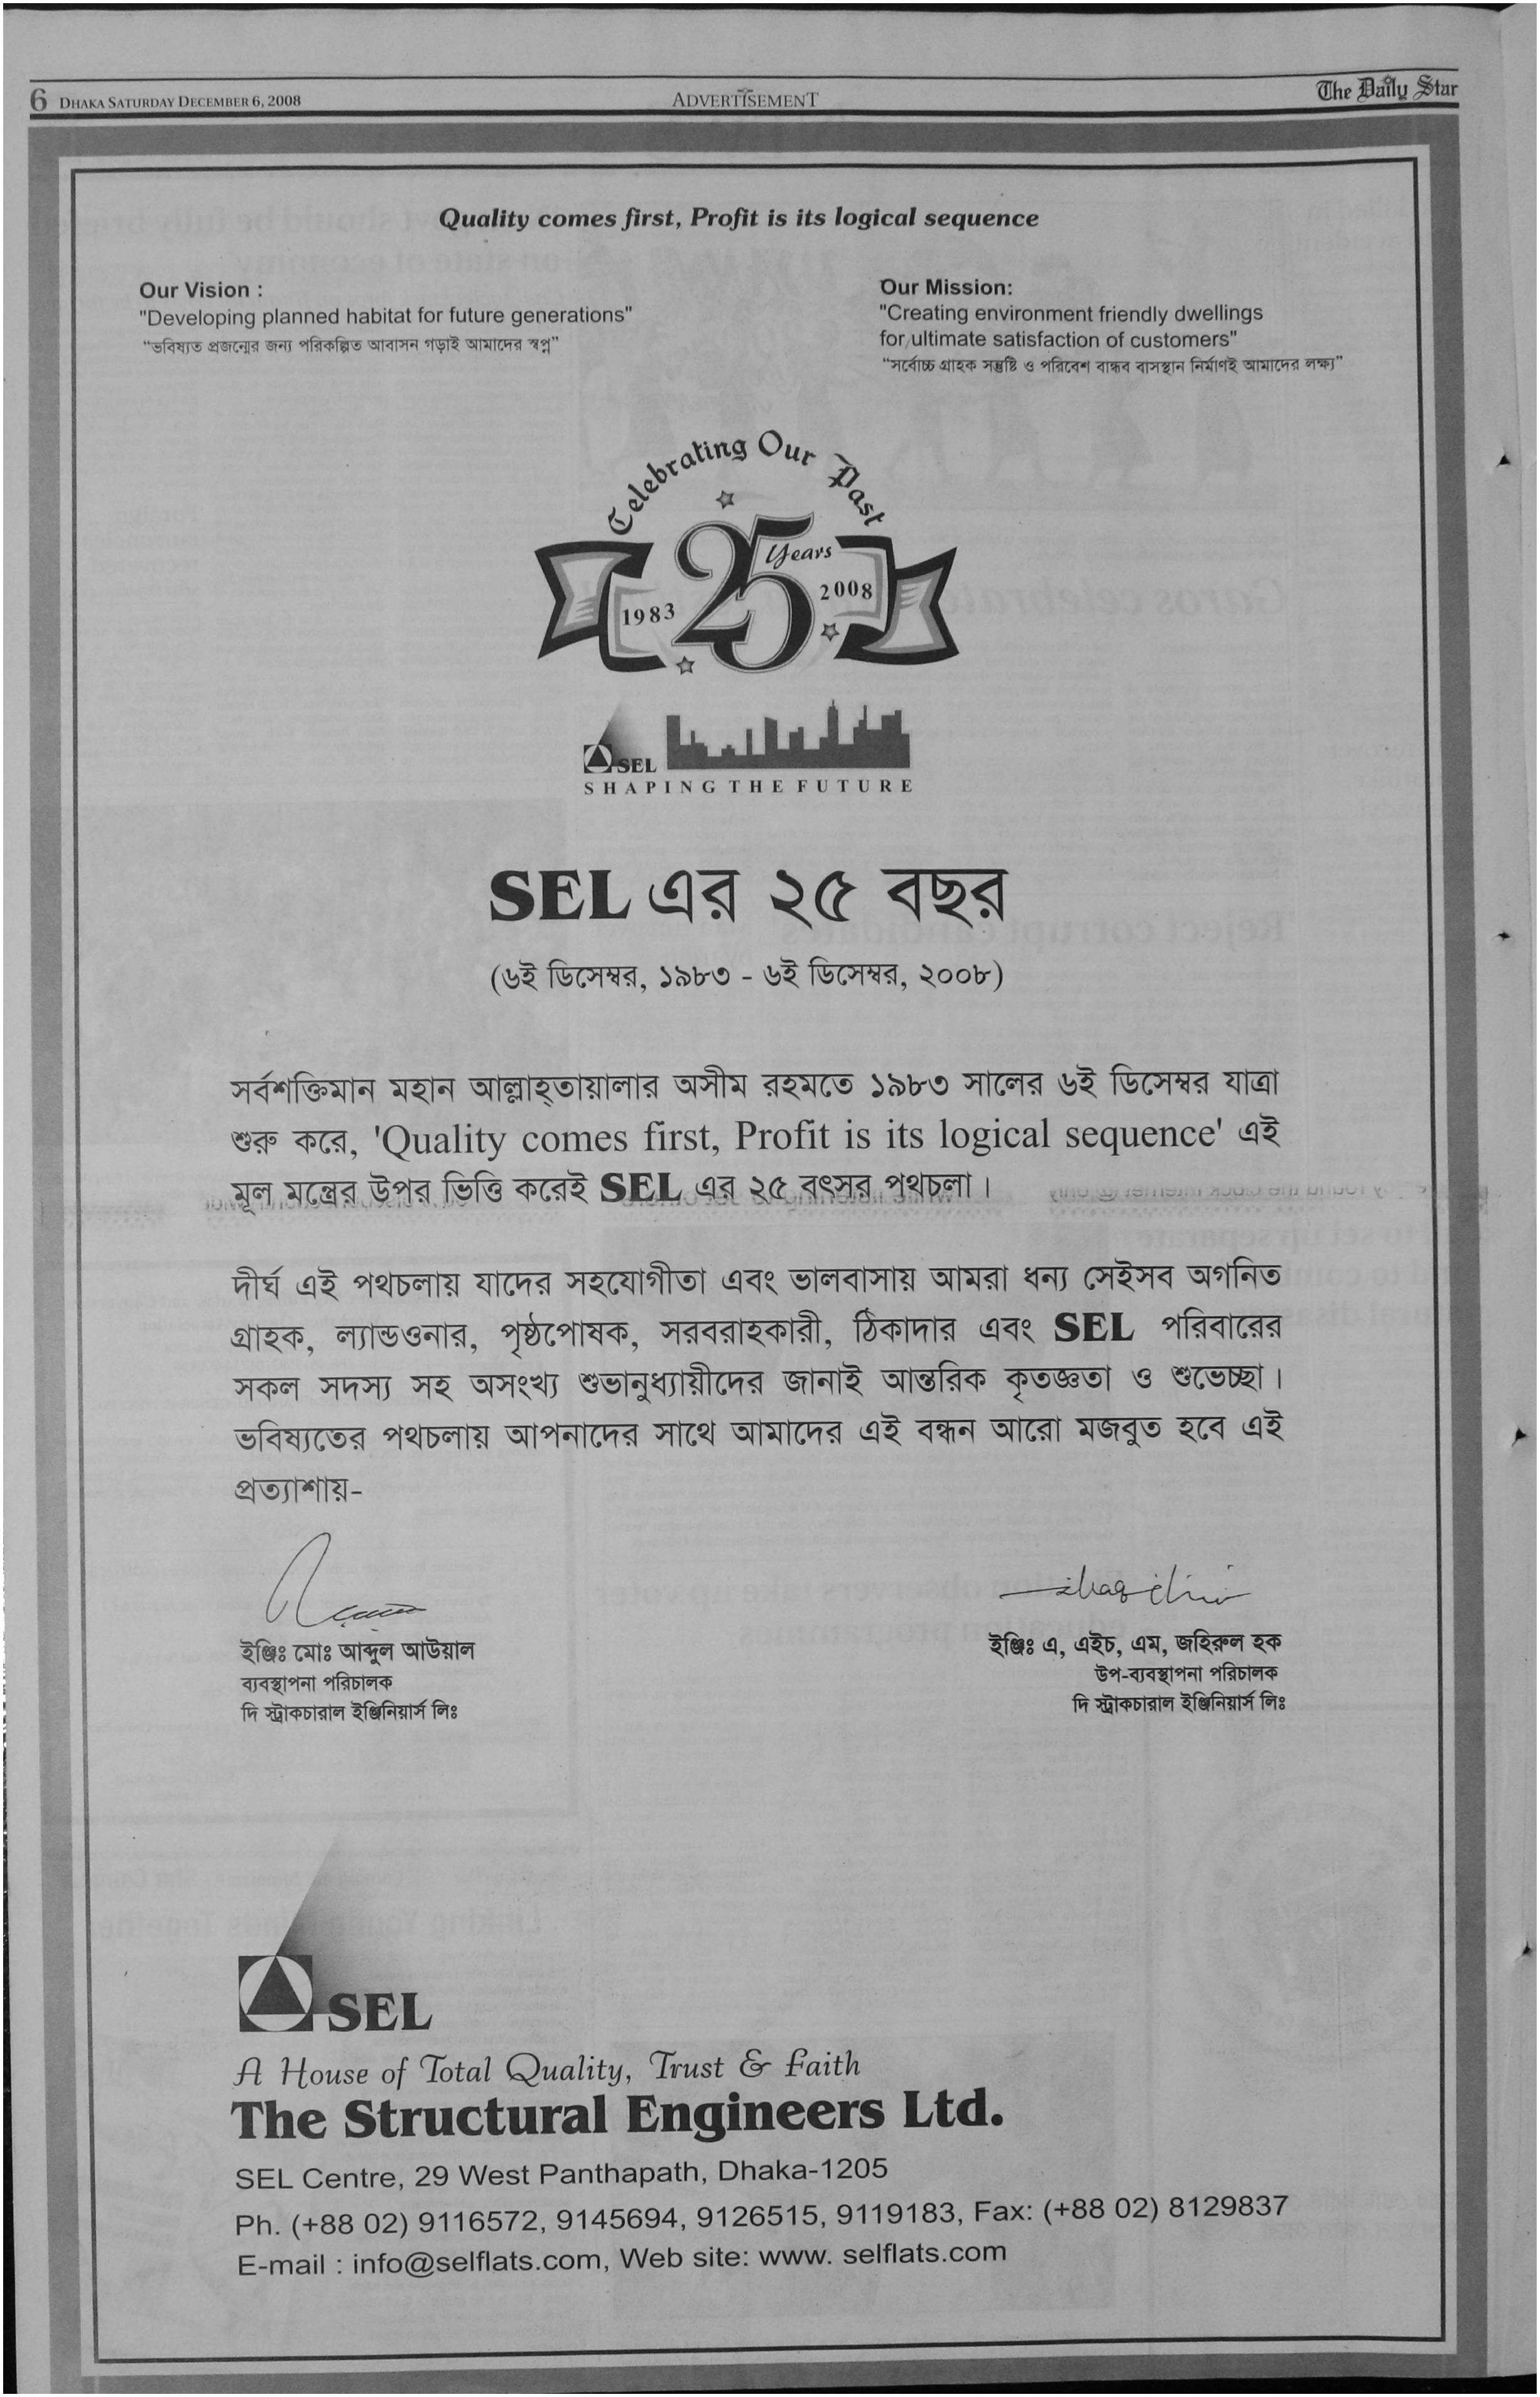 6 DHAKA SATURDAY DECEMBER 6, 2008
ADVERTISEMENT
The Daily Star
Quality comes first, Profit is its logical sequence
Our Vision :
"Developing planned habitat for future generations"
“ভবিষ্যত প্রজন্মের জন্য পরিকল্পিত আবাসন গড়াই আমাদের স্বপ্ন”
Our Mission:
"Creating environment friendly dwellings
for ultimate satisfaction of customers"
“সর্বোচ্চ গ্রাহক সন্তুষ্টি ও পরিবেশ বান্ধব বাসস্থান নির্মাণই আমাদের লক্ষ্য”
Celebrating Our Past
25 Years
1983
2008
SEL
SHAPING THE FUTURE
SEL এর ২৫ বছর
(৬ই ডিসেম্বর, ১৯৮৩ - ৬ই ডিসেম্বর, ২০০৮)
সর্বশক্তিমান মহান আল্লাহ্‌তায়ালার অসীম রহমতে ১৯৮৩ সালের ৬ই ডিসেম্বর যাত্রা
শুরু করে, 'Quality comes first, Profit is its logical sequence' এই
মূল মন্ত্রের উপর ভিত্তি করেই SEL এর ২৫ বৎসর পথচলা।
দীর্ঘ এই পথচলায় যাদের সহযোগীতা এবং ভালবাসায় আমরা ধন্য সেইসব অগনিত
গ্রাহক, ল্যান্ডওনার, পৃষ্ঠপোষক, সরবরাহকারী, ঠিকাদার এবং SEL পরিবারের
সকল সদস্য সহ অসংখ্য শুভানুধ্যায়ীদের জানাই আন্তরিক কৃতজ্ঞতা ও শুভেচ্ছা।
ভবিষ্যতের পথচলায় আপনাদের সাথে আমাদের এই বন্ধন আরো মজবুত হবে এই
প্রত্যাশায়-
ইঞ্জিঃ মোঃ আব্দুল আউয়াল
ব্যবস্থাপনা পরিচালক
দি স্ট্রাকচারাল ইঞ্জিনিয়ার্স লিঃ
ইঞ্জিঃ এ, এইচ, এম, জহিরুল হক
উপ-ব্যবস্থাপনা পরিচালক
দি স্ট্রাকচারাল ইঞ্জিনিয়ার্স লিঃ
SEL
A House of Total Quality, Trust & Faith
The Structural Engineers Ltd.
SEL Centre, 29 West Panthapath, Dhaka-1205
Ph. (+88 02) 9116572, 9145694, 9126515, 9119183, Fax: (+88 02) 8129837
E-mail : info@selflats.com, Web site: www. selflats.com